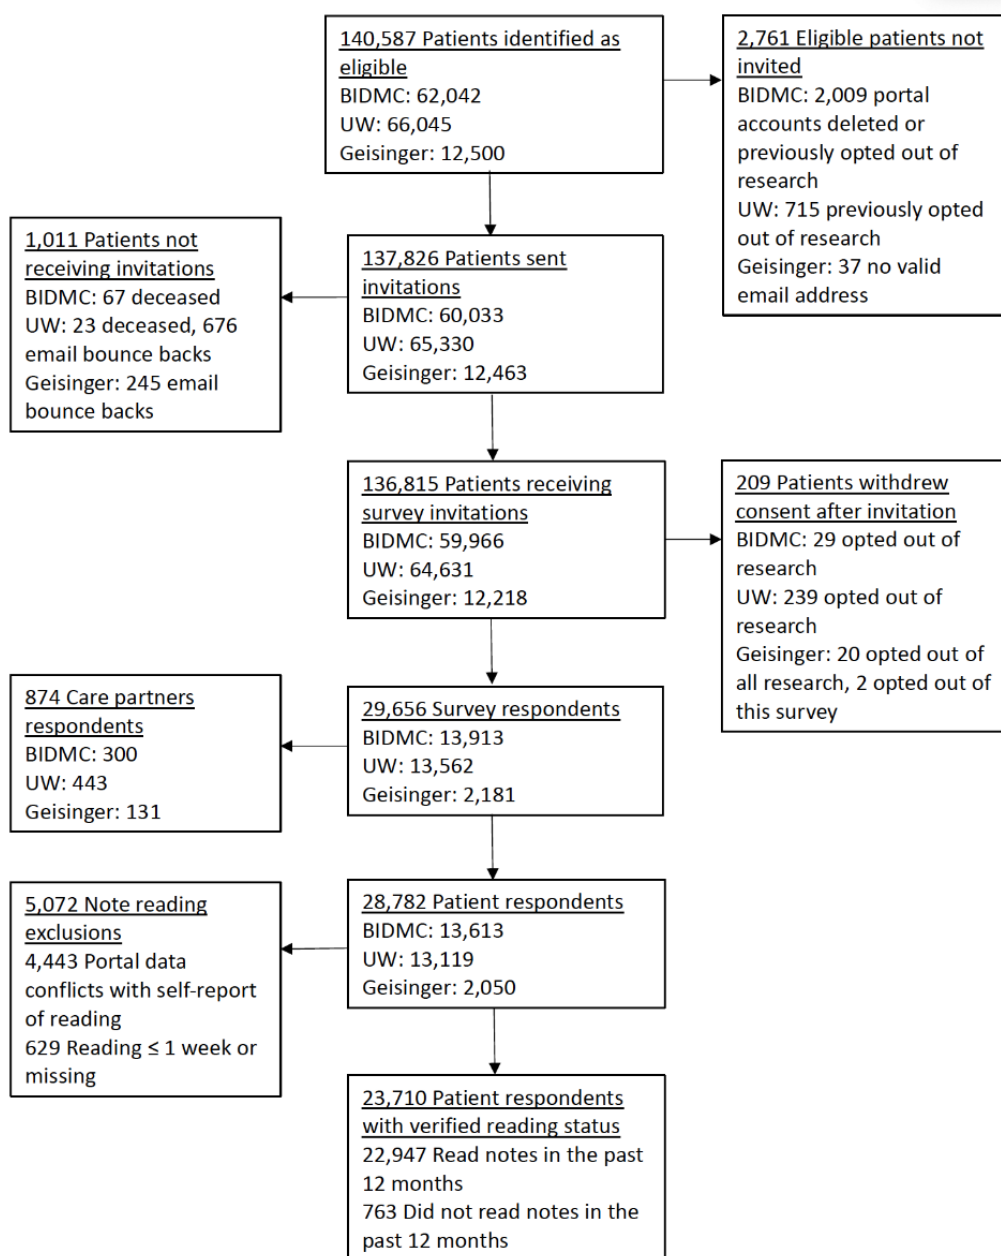 140,587 Patients identified as
eligible
BIDMC: 62,042
UW: 66,045
Geisinger: 12,500
2,761 Eligible patients not
invited
BIDMC: 2,009 portal
accounts deleted or
previously opted out of
research
UW: 715 previously opted
out of research
Geisinger: 37 no valid
email address
1,011 Patients not
receiving invitations
BIDMC: 67 deceased
UW: 23 deceased, 676
email bounce backs
Geisinger: 245 email
bounce backs
137,826 Patients sent
invitations
BIDMC: 60,033
UW: 65,330
Geisinger: 12,463
136,815 Patients receiving
survey invitations
BIDMC: 59,966
UW: 64,631
Geisinger: 12,218
209 Patients withdrew
consent after invitation
BIDMC: 29 opted out of
research
UW: 239 opted out of
research
Geisinger: 20 opted out of
all research, 2 opted out of
this survey
874 Care partners
respondents
BIDMC: 300
UW: 443
Geisinger: 131
29,656 Survey respondents
BIDMC: 13,913
UW: 13,562
Geisinger: 2,181
5,072 Note reading
exclusions
4,443 Portal data
conflicts with self-report
of reading
629 Reading ≤ 1 week or
missing
28,782 Patient respondents
BIDMC: 13,613
UW: 13,119
Geisinger: 2,050
23,710 Patient respondents
with verified reading status
22,947 Read notes in the past
12 months
763 Did not read notes in the
past 12 months